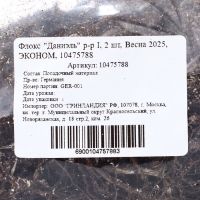 Флокс "Даниэль" р-р I, 2 шт, Весна 2025,
ЭКОНОМ, 10475788
Артикул: 10475788
Состав: Посадочный материал
Пр-во: Германия
Номер партии: GER-001
Дата урожая:
Дата упаковки:
Импортер: ООО "ГРИНЛАНДИЯ" РФ, 107078, г. Москва,
вн. тер. г. Муниципальный округ Красносельский, ул.
Новорязанская, д. 18 стр.2, ком. 26
6900104757883